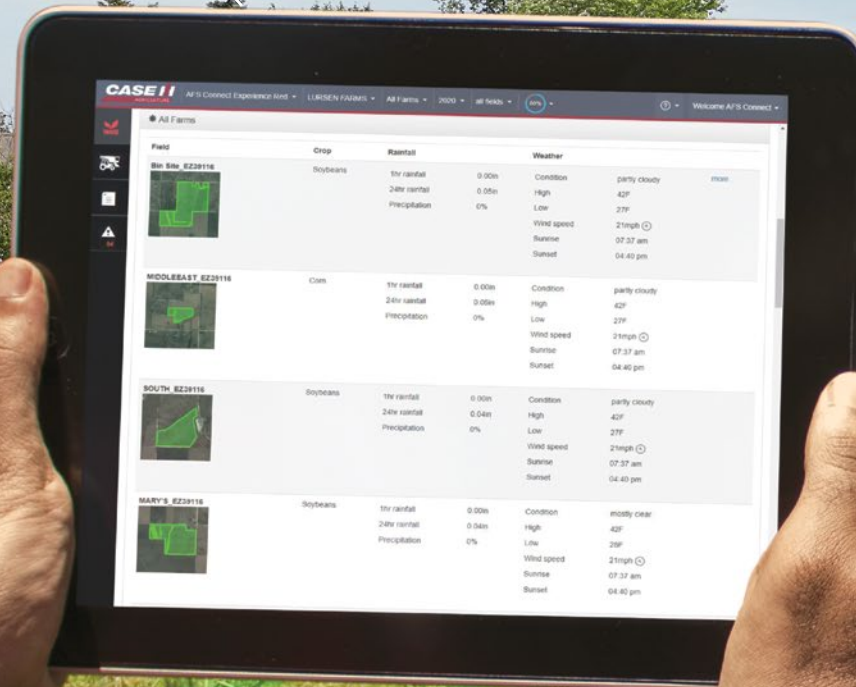 CASE IH AFS Connect Experience Red LURSEN FARMS All Farms 2020 all fields 89% Welcome AFS Connect
AGRICULTURE
All Farms
Field Crop Rainfall Weather
Bin Site_EZ39116 Soybeans 1hr rainfall 0.00in Condition partly cloudy more
24hr rainfall 0.05in High 42F
Precipitation 0% Low 27F
Wind speed 21mph
Sunrise 07:37 am
Sunset 04:40 pm
MIDDLEEAST_EZ39116 Corn 1hr rainfall 0.00in Condition partly cloudy
24hr rainfall 0.05in High 42F
Precipitation 0% Low 27F
Wind speed 21mph
Sunrise 07:37 am
Sunset 04:40 pm
SOUTH_EZ39116 Soybeans 1hr rainfall 0.00in Condition partly cloudy
24hr rainfall 0.04in High 42F
Precipitation 0% Low 27F
Wind speed 21mph
Sunrise 07:37 am
Sunset 04:40 pm
MARY'S_EZ39116 Soybeans 1hr rainfall 0.00in Condition mostly clear
24hr rainfall 0.04in High 42F
Precipitation 0% Low 26F
Wind speed 21mph
Sunrise 07:37 am
Sunset 04:40 pm